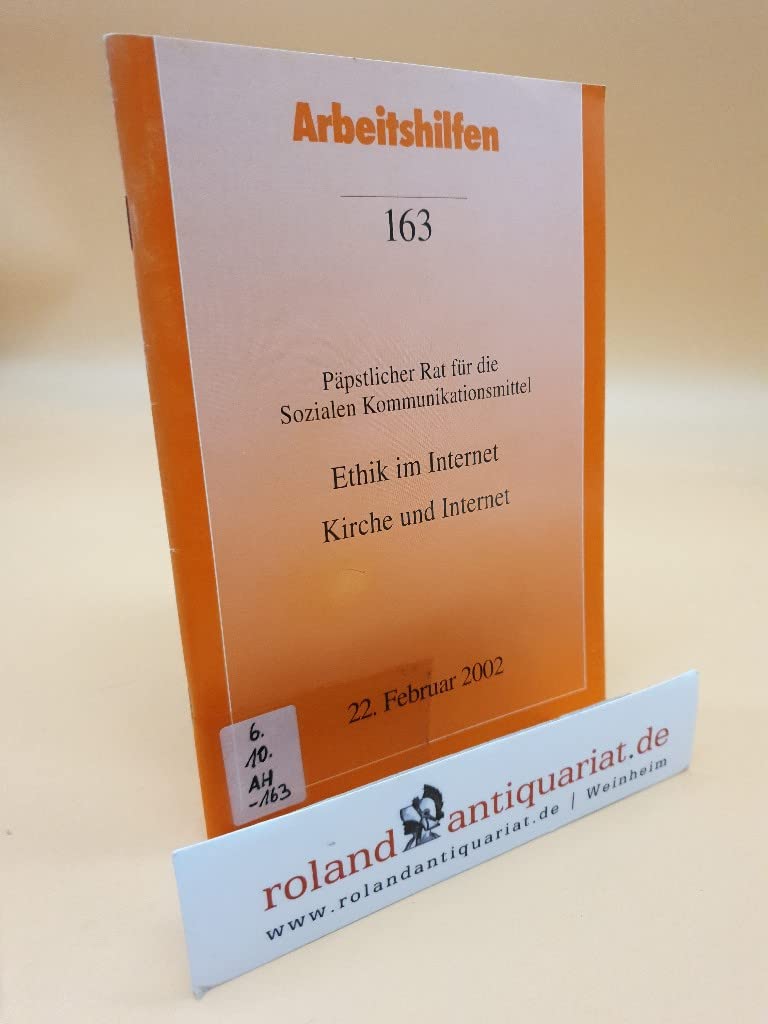 Arbeitshilfen
163
Päpstlicher Rat für die
Sozialen Kommunikationsmittel
Ethik im Internet
Kirche und Internet
22. Februar 2002
6.
10.
AH
-163
roland antiquariat.de
www.rolandantiquariat.de | Weinheim